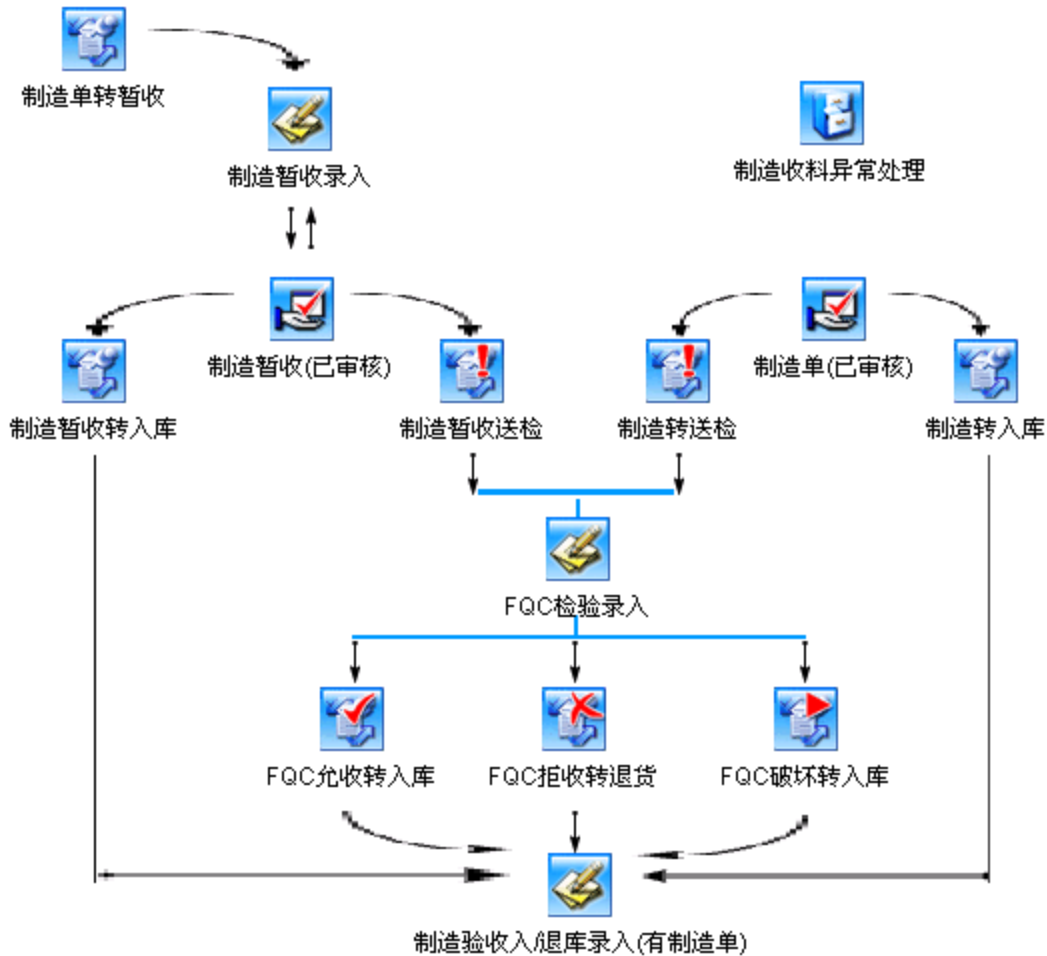 制造单转暂收
制造暂收录入
制造收料异常处理
制造暂收(已审核)
制造单(已审核)
制造暂收转入库
制造暂收送检
制造转送检
制造转入库
FQC检验录入
FQC允收转入库
FQC拒收转退货
FQC破坏转入库
制造验收入/退库录入(有制造单)